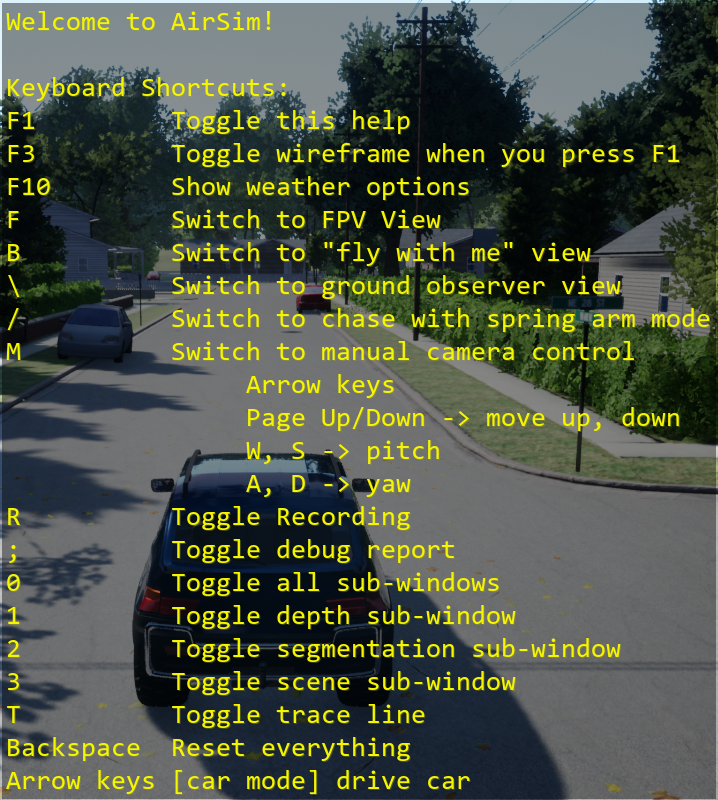 Welcome to AirSim!
Keyboard Shortcuts:
F1 Toggle this help
F3 Toggle wireframe when you press F1
F10 Show weather options
F Switch to FPV View
B Switch to "fly with me" view
\ Switch to ground observer view
/ Switch to chase with spring arm mode
M Switch to manual camera control
Arrow keys
Page Up/Down -> move up, down
W, S -> pitch
A, D -> yaw
R Toggle Recording
; Toggle debug report
0 Toggle all sub-windows
1 Toggle depth sub-window
2 Toggle segmentation sub-window
3 Toggle scene sub-window
T Toggle trace line
Backspace Reset everything
Arrow keys [car mode] drive car